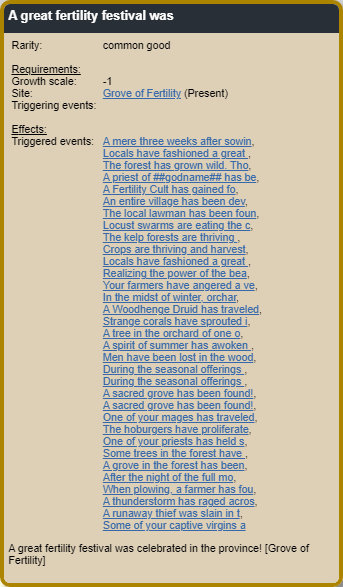 A great fertility festival was
Rarity: common good
Requirements:
Growth scale: -1
Site: Grove of Fertility (Present)
Triggering events:
Effects:
Triggered events: A mere three weeks after sowin,
Locals have fashioned a great ,
The forest has grown wild. Tho,
A priest of ##godname## has be,
A Fertility Cult has gained fo,
An entire village has been dev,
The local lawman has been foun,
Locust swarms are eating the c,
The kelp forests are thriving ,
Crops are thriving and harvest,
Locals have fashioned a great ,
Realizing the power of the bea,
Your farmers have angered a ve,
In the midst of winter, orchar,
A Woodhenge Druid has traveled,
Strange corals have sprouted i,
A tree in the orchard of one o,
A spirit of summer has awoken ,
Men have been lost in the wood,
During the seasonal offerings ,
During the seasonal offerings ,
A sacred grove has been found!,
A sacred grove has been found!,
One of your mages has traveled,
The hoburgers have proliferate,
One of your priests has held s,
Some trees in the forest have ,
A grove in the forest has been,
After the night of the full mo,
When plowing, a farmer has fou,
A thunderstorm has raged acros,
A runaway thief was slain in t,
Some of your captive virgins a
A great fertility festival was celebrated in the province! [Grove of
Fertility]